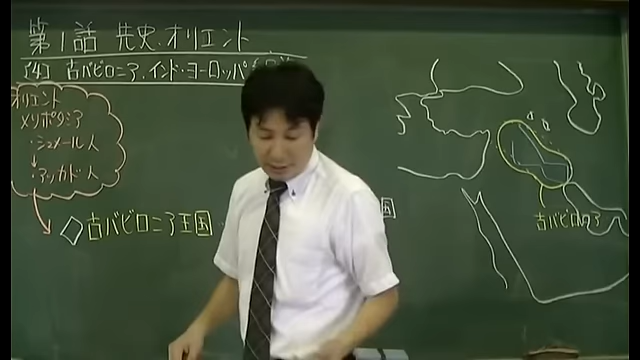 第1話 先史・オリエント
【4】 古バビロニア・インド・ヨーロッパ
オリエント
メソポタミア
・シュメール人
↓
・アッカド人
◇古バビロニア王国
国
古バビロニア